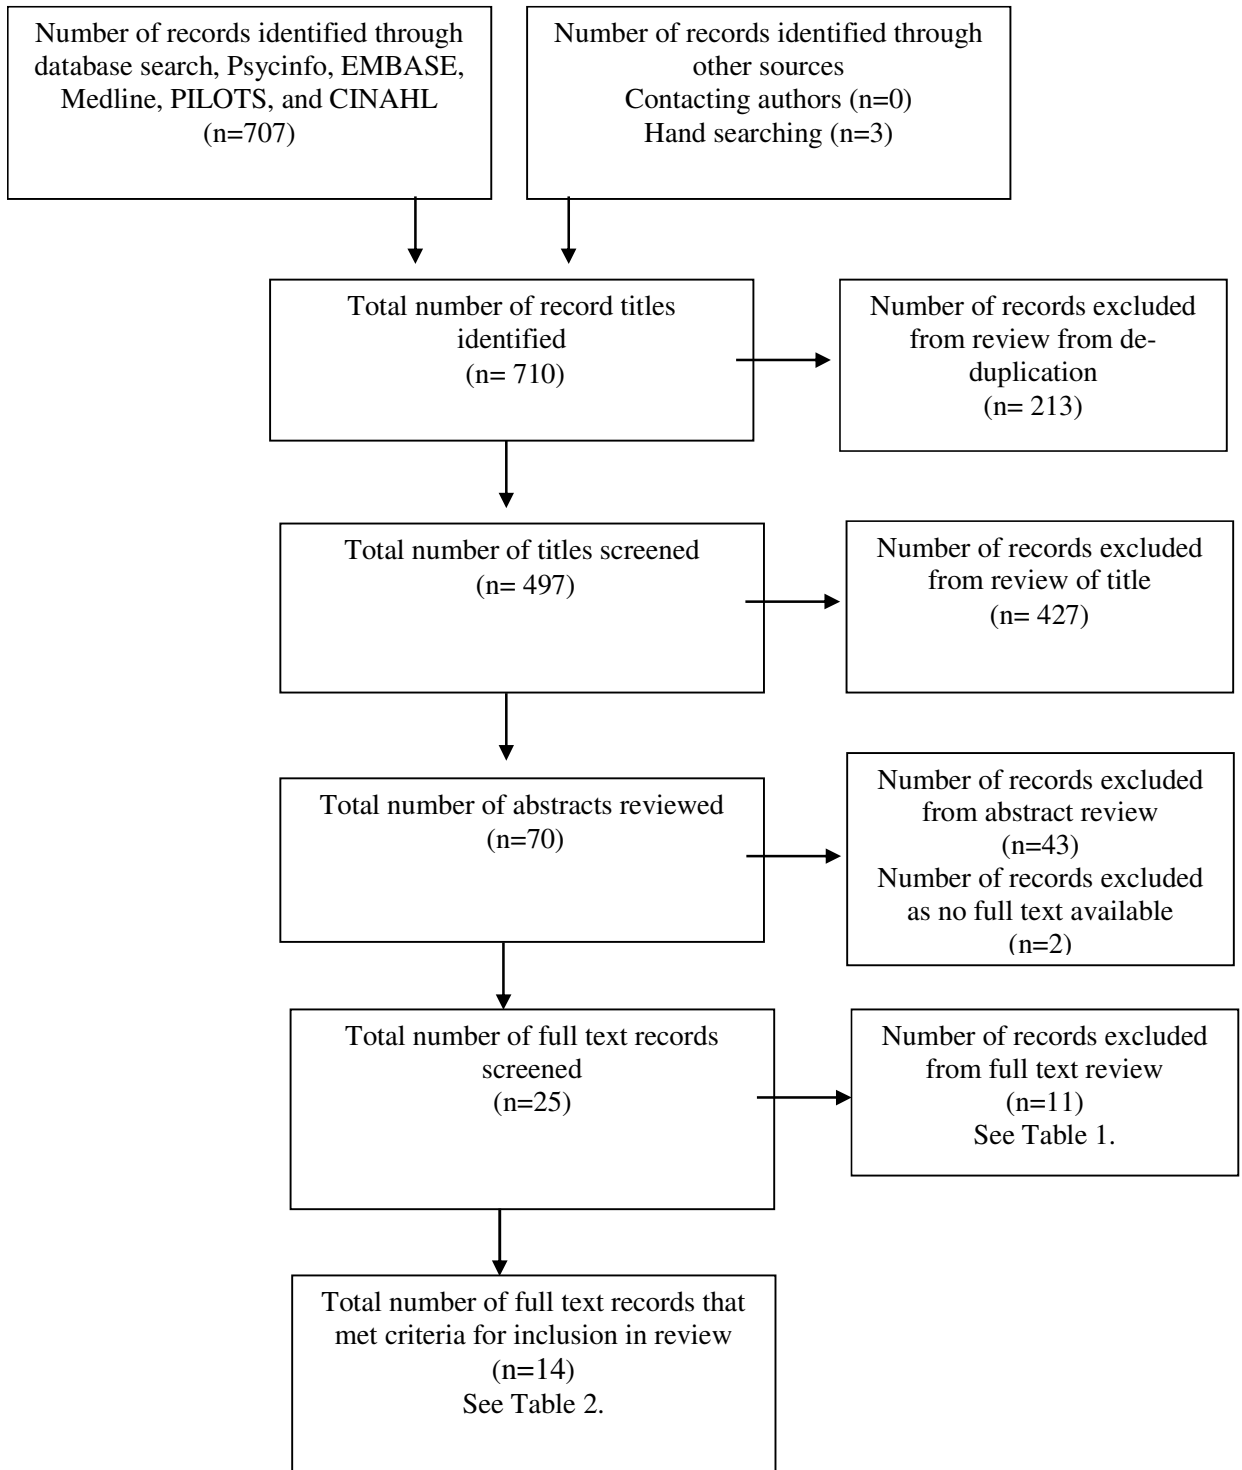 Number of records identified through
database search, Psycinfo, EMBASE,
Medline, PILOTS, and CINAHL
(n=707)
Number of records identified through
other sources
Contacting authors (n=0)
Hand searching (n=3)
Total number of record titles
identified
(n= 710)
Number of records excluded
from review from de-
duplication
(n= 213)
Total number of titles screened
(n= 497)
Number of records excluded
from review of title
(n= 427)
Total number of abstracts reviewed
(n=70)
Number of records excluded
from abstract review
(n=43)
Number of records excluded
as no full text available
(n=2)
Total number of full text records
screened
(n=25)
Number of records excluded
from full text review
(n=11)
See Table 1.
Total number of full text records that
met criteria for inclusion in review
(n=14)
See Table 2.